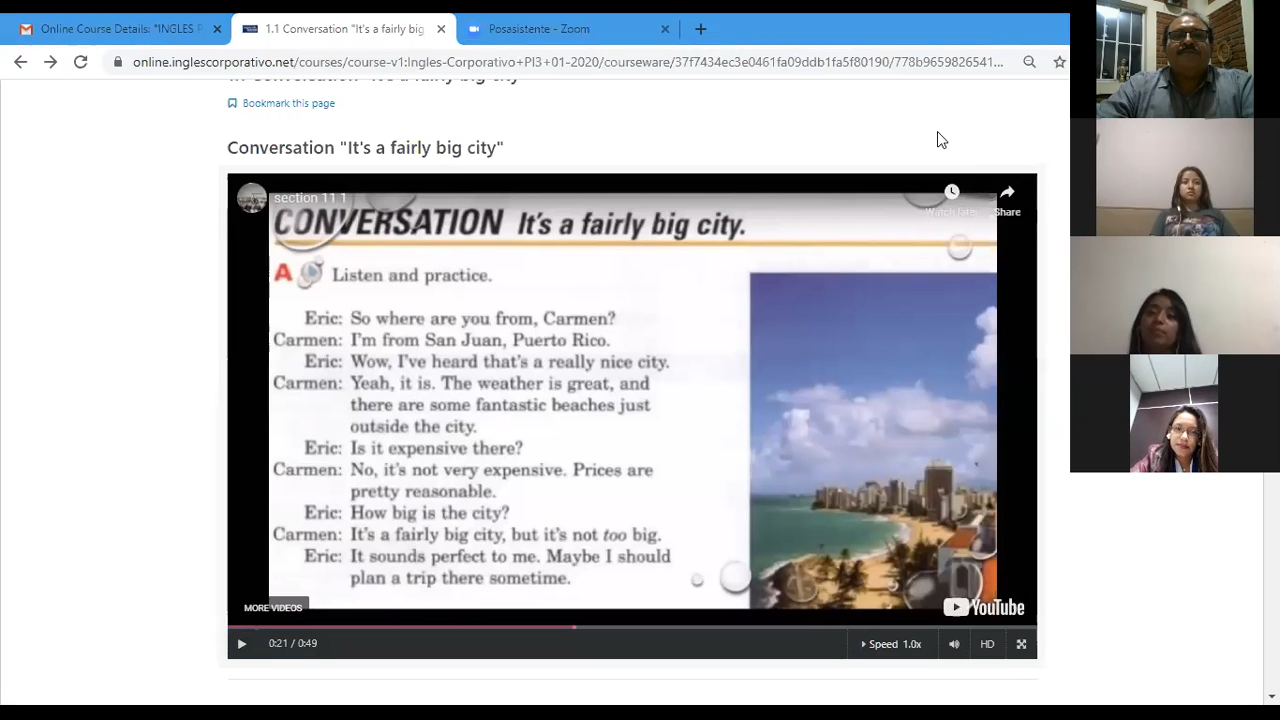 Online Course Details: "INGLES P
1.1 Conversation "It's a fairly big
Posasistente - Zoom
online.inglescorporativo.net/courses/course-v1:Ingles-Corporativo+PI3+01-2020/courseware/37f7434ec3e0461fa09ddb1fa5f80190/778b9659826541...
Conversation "It's a fairly big city"
Bookmark this page
Conversation "It's a fairly big city"
section 11 1
Watch later
Share
CONVERSATION It's a fairly big city.
A Listen and practice.
Eric: So where are you from, Carmen?
Carmen: I'm from San Juan, Puerto Rico.
Eric: Wow, I've heard that's a really nice city.
Carmen: Yeah, it is. The weather is great, and
there are some fantastic beaches just
outside the city.
Eric: Is it expensive there?
Carmen: No, it's not very expensive. Prices are
pretty reasonable.
Eric: How big is the city?
Carmen: It's a fairly big city, but it's not too big.
Eric: It sounds perfect to me. Maybe I should
plan a trip there sometime.
MORE VIDEOS
YouTube
0:21 / 0:49
Speed 1.0x
HD